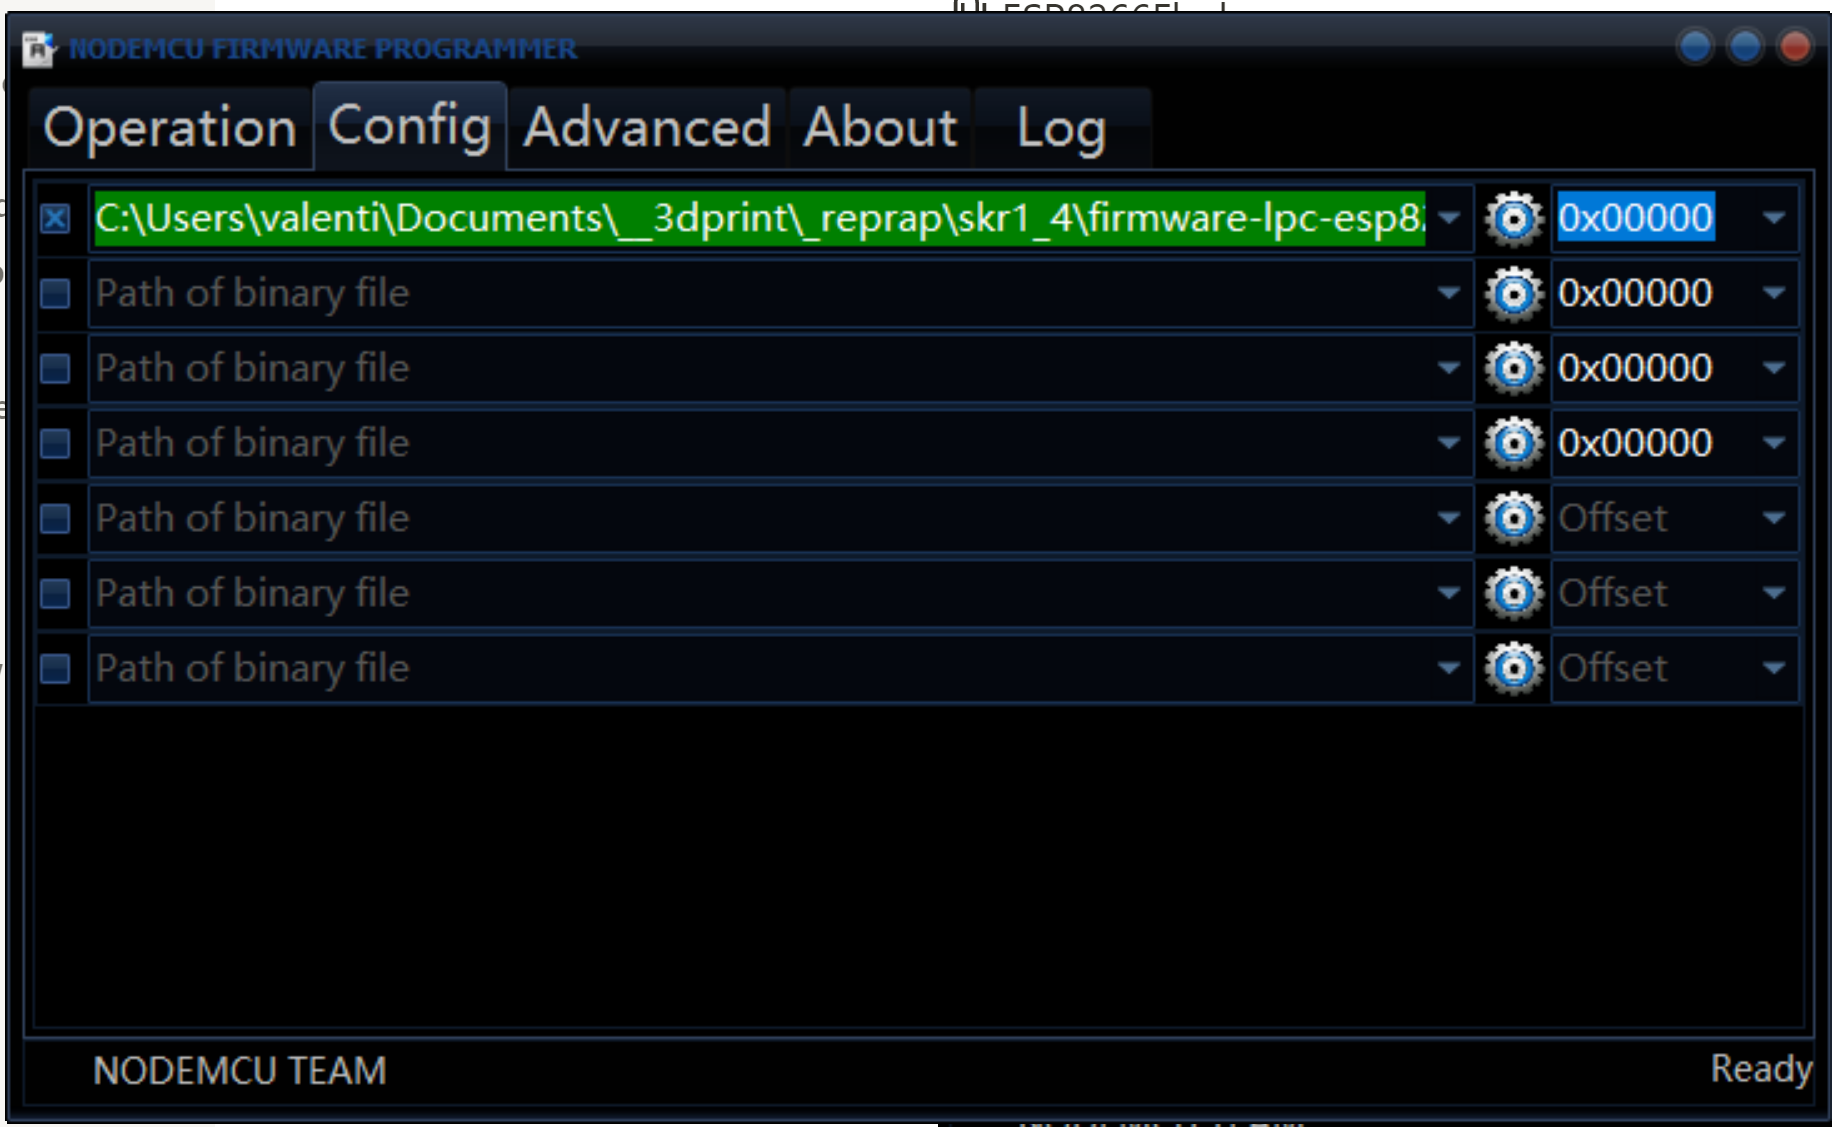 NODEMCU FIRMWARE PROGRAMMER
Operation Config Advanced About Log
C:\Users\valenti\Documents\__3dprint\_reprap\skr1_4\firmware-lpc-esp8 0x00000
Path of binary file 0x00000
Path of binary file 0x00000
Path of binary file 0x00000
Path of binary file Offset
Path of binary file Offset
Path of binary file Offset
NODEMCU TEAM Ready